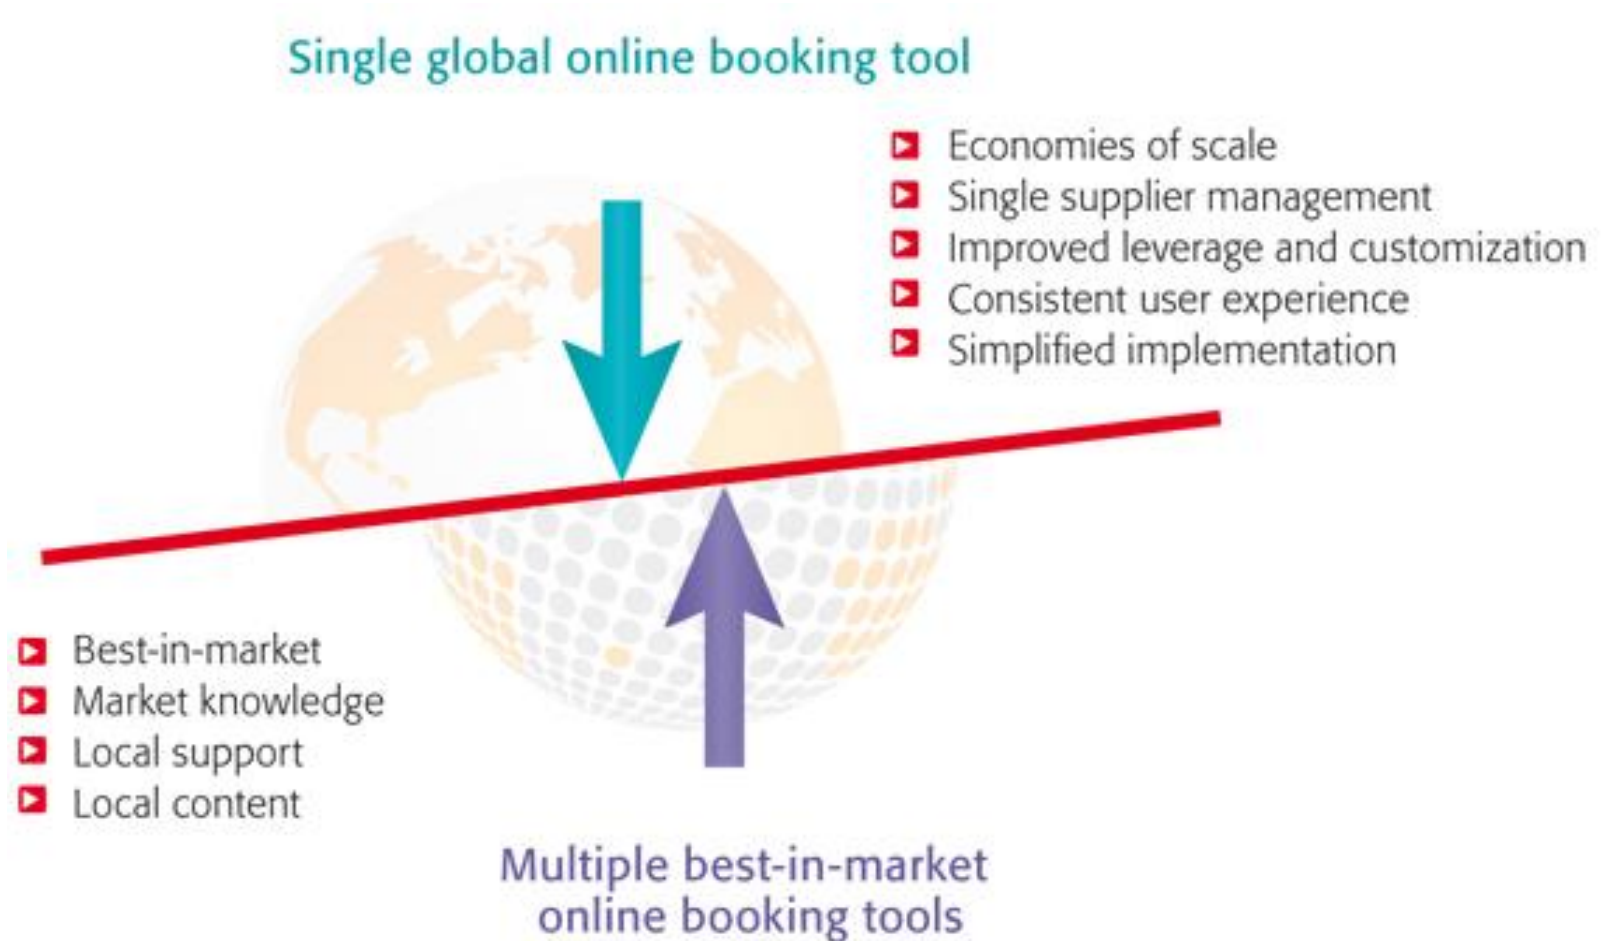 Single global online booking tool
Economies of scale
Single supplier management
Improved leverage and customization
Consistent user experience
Simplified implementation
Best-in-market
Market knowledge
Local support
Local content
Multiple best-in-market
online booking tools